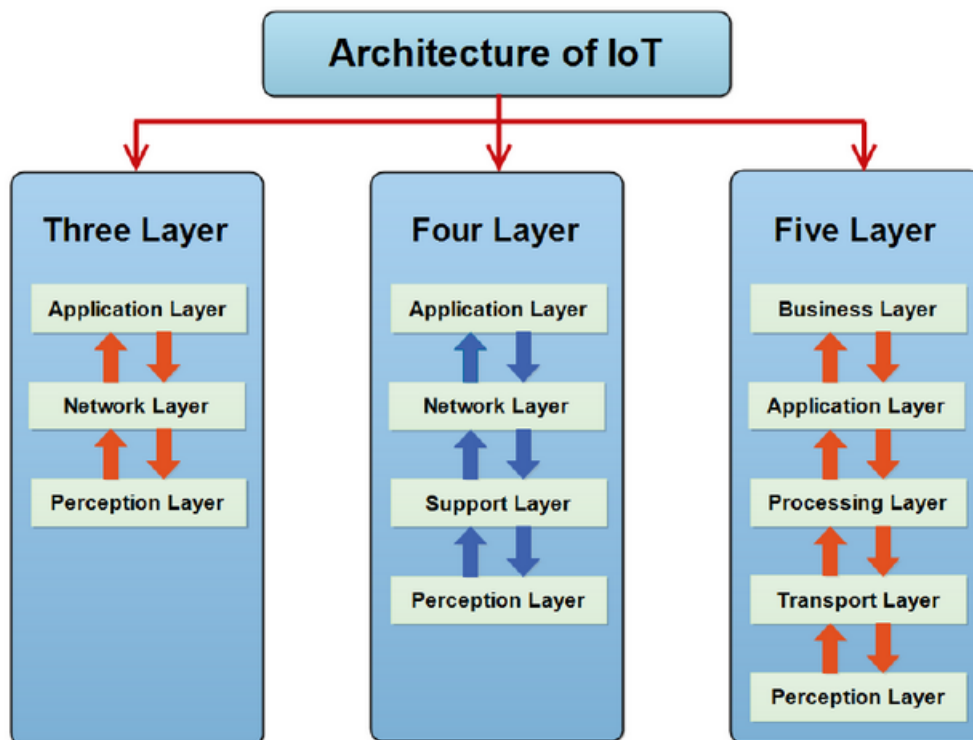 Architecture of IoT
Three Layer
Application Layer
Network Layer
Perception Layer
Four Layer
Application Layer
Network Layer
Support Layer
Perception Layer
Five Layer
Business Layer
Application Layer
Processing Layer
Transport Layer
Perception Layer